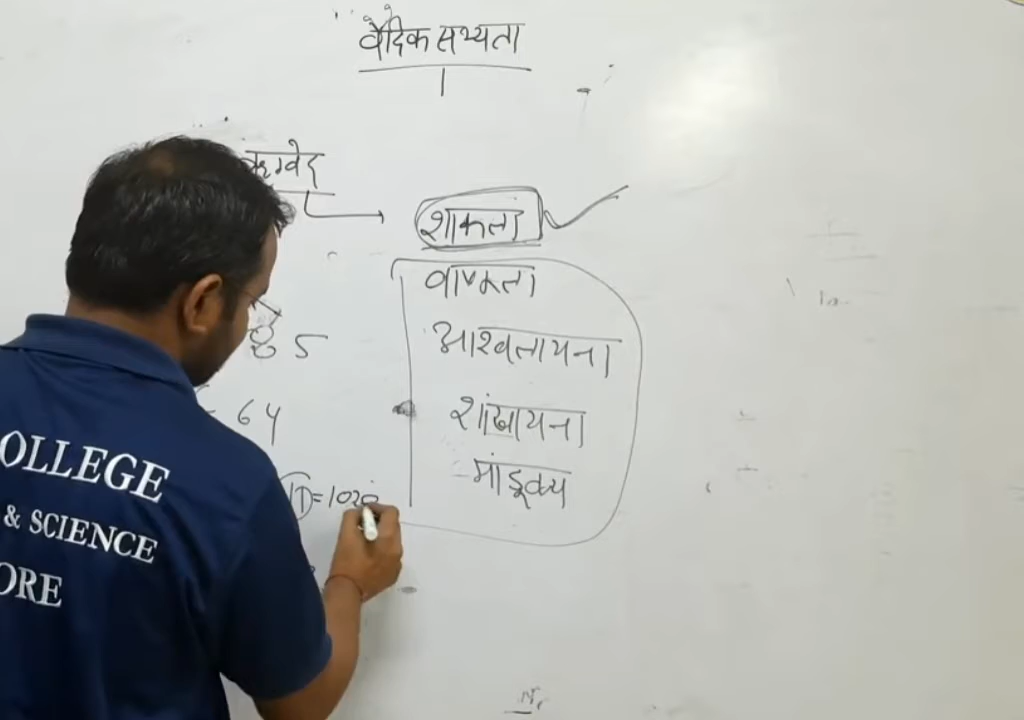 वैदिक सभ्यता
ऋग्वेद
शाकला
वाष्कला
आश्वलायना
5
शांखायना
64
मांडूक्य
= 1028
OLLEGE
& SCIENCE
ORE